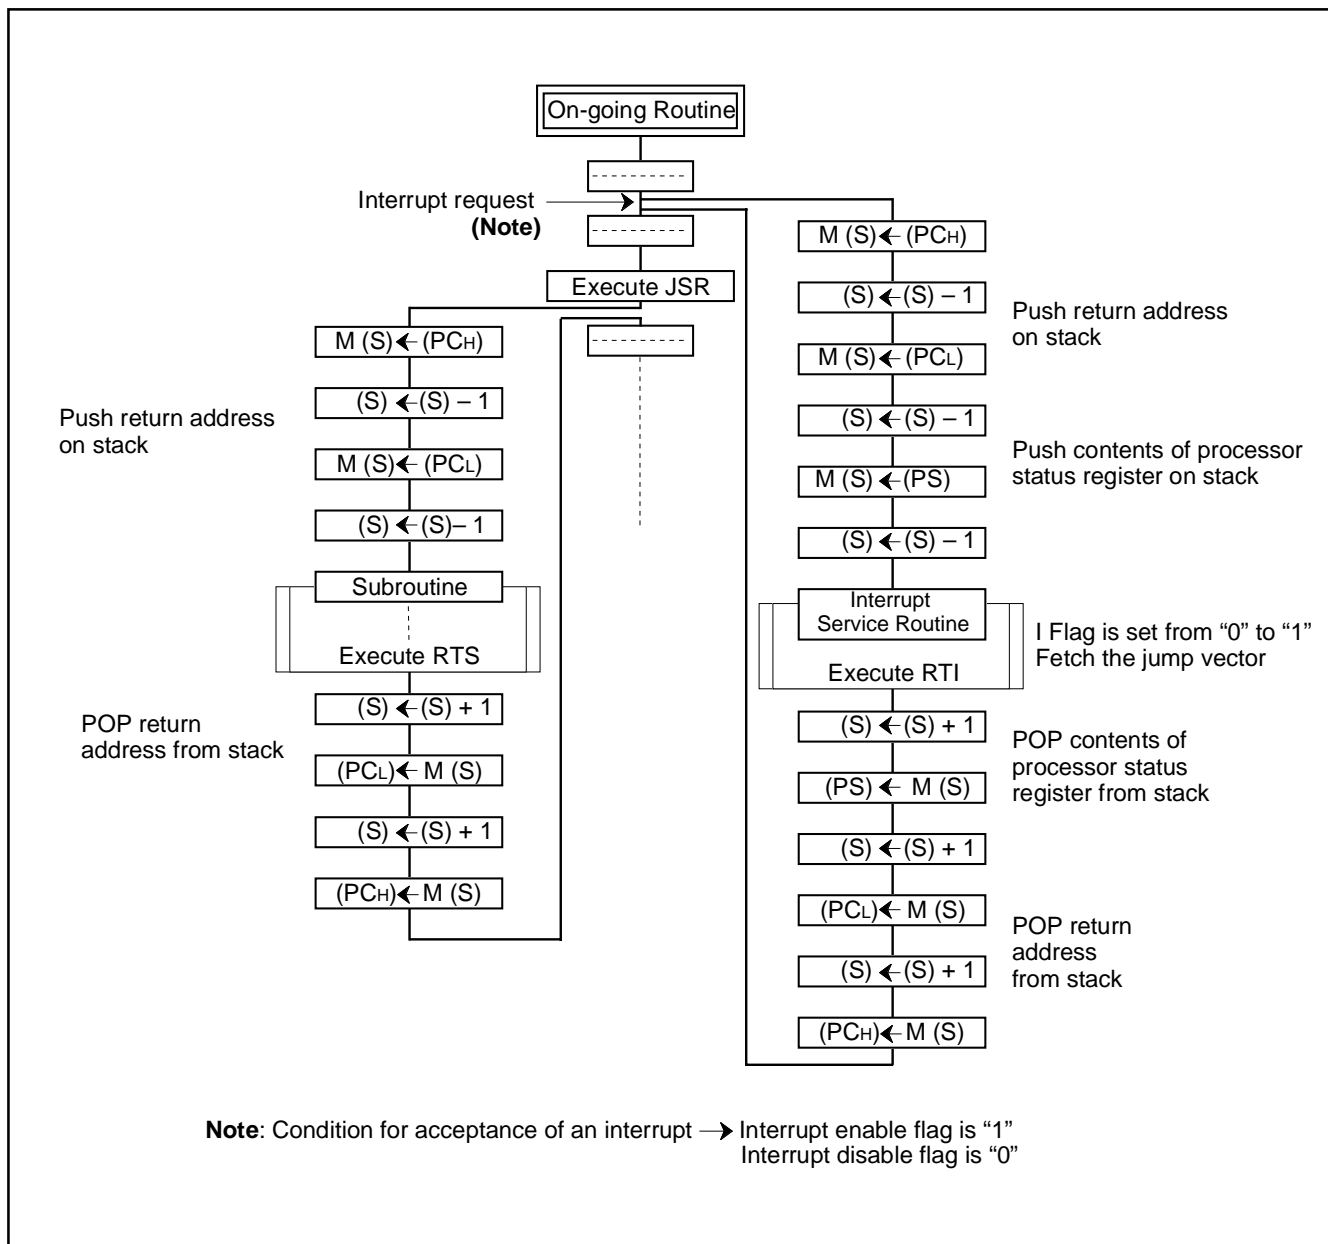 On-going Routine
Interrupt request
(Note)
Execute JSR
M (S) ← (PCH)
(S) ← (S) – 1
M (S) ← (PCL)
(S) ← (S)– 1
Push return address
on stack
Subroutine
Execute RTS
POP return
address from stack
(S) ← (S) + 1
(PCL) ← M (S)
(S) ← (S) + 1
(PCH) ← M (S)
M (S) ← (PCH)
(S) ← (S) – 1
M (S) ← (PCL)
(S) ← (S) – 1
M (S) ← (PS)
(S) ← (S) – 1
Push return address
on stack
Push contents of processor
status register on stack
Interrupt
Service Routine
Execute RTI
I Flag is set from “0” to “1”
Fetch the jump vector
(S) ← (S) + 1
(PS) ← M (S)
(S) ← (S) + 1
(PCL) ← M (S)
(S) ← (S) + 1
(PCH) ← M (S)
POP contents of
processor status
register from stack
POP return
address
from stack
Note: Condition for acceptance of an interrupt → Interrupt enable flag is “1”
Interrupt disable flag is “0”